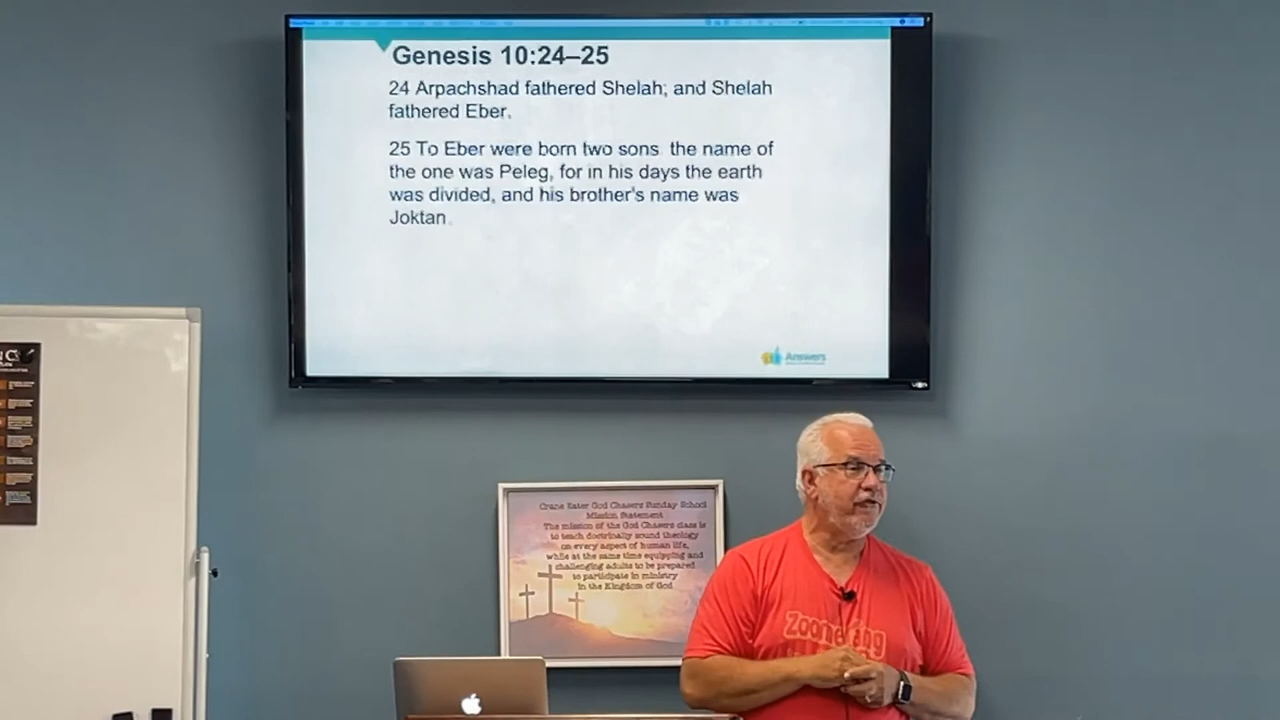 Genesis 10:24–25
24 Arpachshad fathered Shelah; and Shelah
fathered Eber.
25 To Eber were born two sons the name of
the one was Peleg, for in his days the earth
was divided, and his brother's name was
Joktan.
Answers
Crane Eater God Chasers Sunday School
Mission Statement
The mission of the God Chasers class is
to teach doctrinally sound theology
on every aspect of human life,
while at the same time equipping and
challenging adults to be prepared
to participate in ministry
in the Kingdom of God